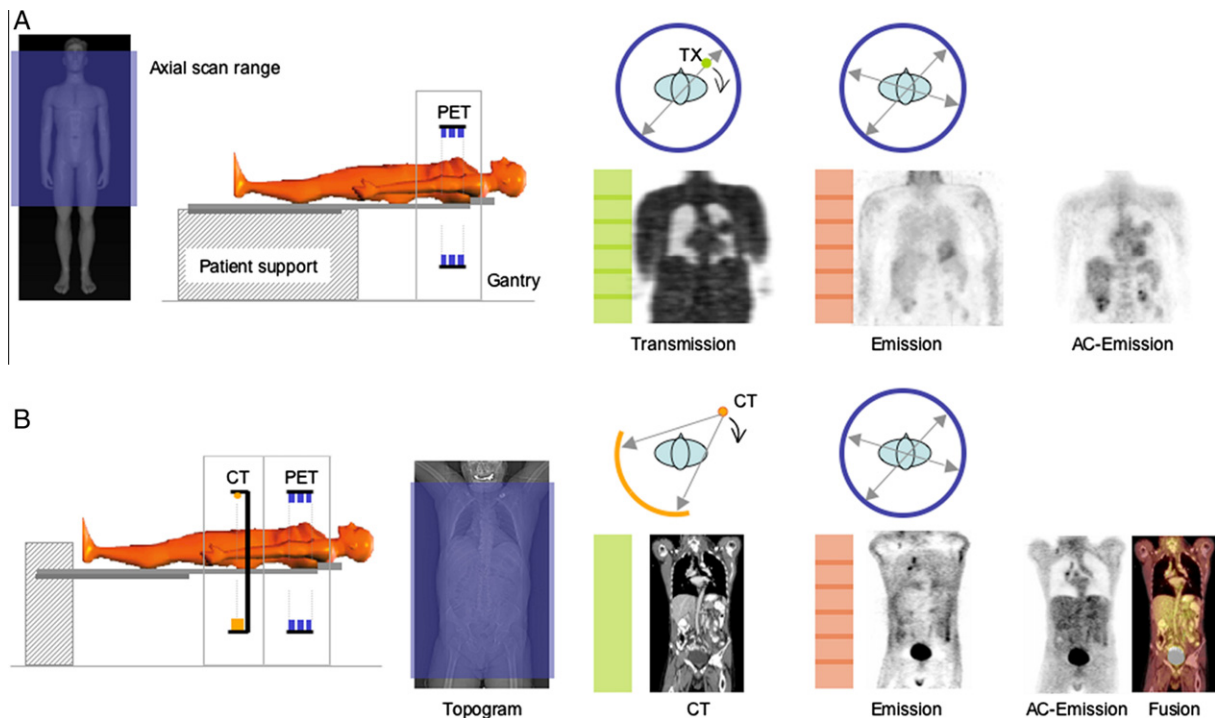 A
Axial scan range
PET
Patient support
Gantry
TX
Transmission
Emission
AC-Emission
B
CT
PET
Topogram
CT
CT
Emission
AC-Emission
Fusion